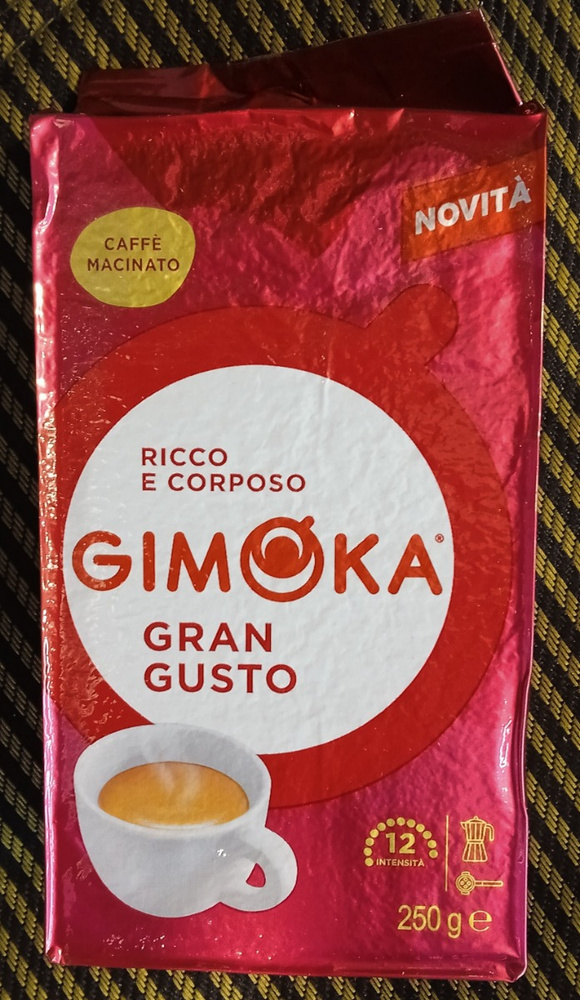 NOVITÀ
CAFFÈ
MACINATO
RICCO
E CORPOSO
GIMOKA®
GRAN
GUSTO
12
INTENSITÀ
250 g e